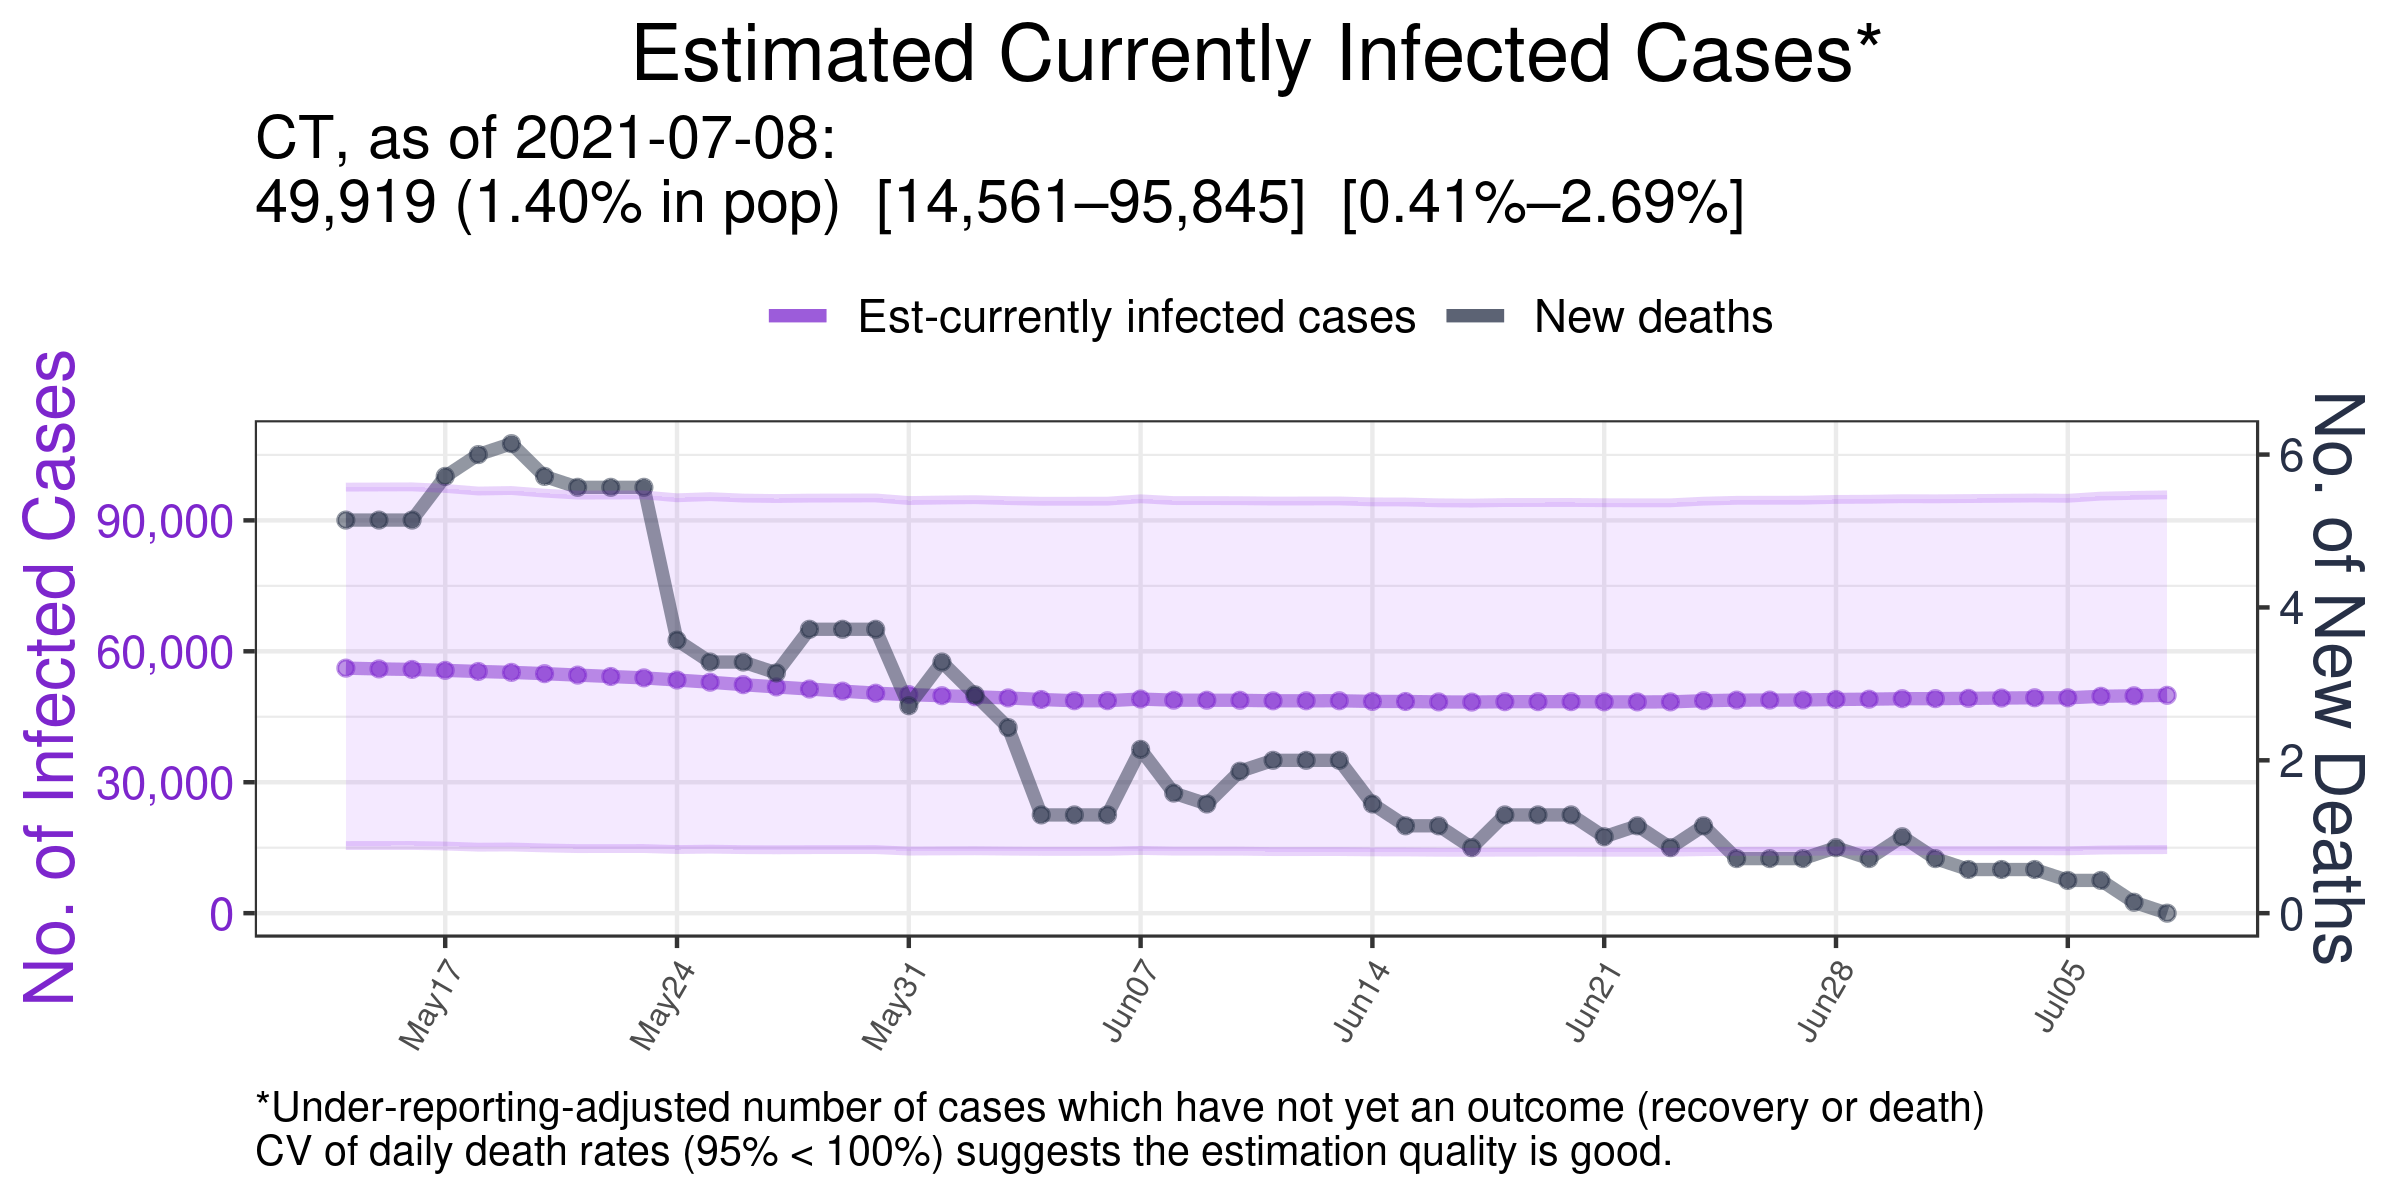 Estimated Currently Infected Cases*
CT, as of 2021-07-08:
49,919 (1.40% in pop)  [14,561–95,845]  [0.41%–2.69%]
Est-currently infected cases
New deaths
No. of Infected Cases
90,000
60,000
30,000
0
6
4
2
0
No. of New Deaths
May17
May24
May31
Jun07
Jun14
Jun21
Jun28
Jul05
*Under-reporting-adjusted number of cases which have not yet an outcome (recovery or death)
CV of daily death rates (95% < 100%) suggests the estimation quality is good.